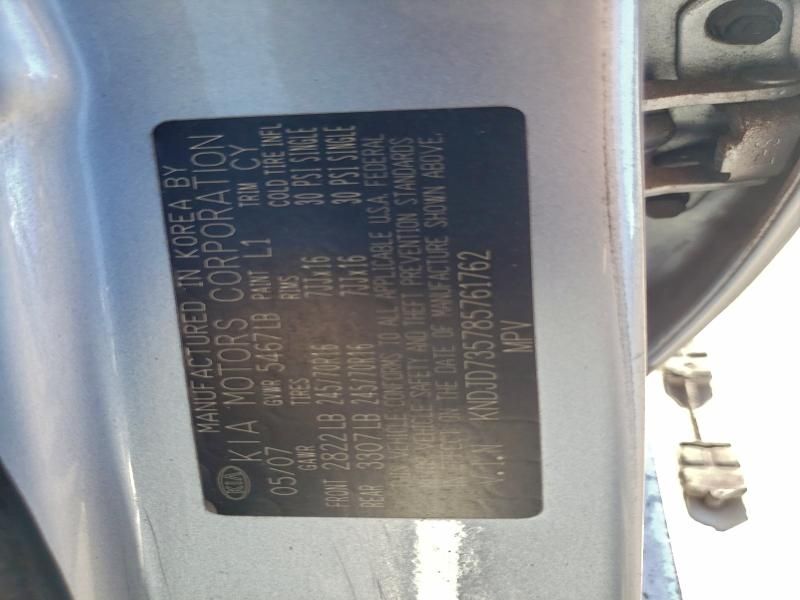 KIA
MANUFACTURED IN KOREA BY
KIA MOTORS CORPORATION
05/07 GVWR 5467LB PAINT L1 TRIM CY
GAWR TIRES RIMS COLD TIRE INFL
FRONT 2822LB 245/70R16 7JJx16 30 PSI SINGLE
REAR 3307LB 245/70R16 7JJx16 30 PSI SINGLE
THIS VEHICLE CONFORMS TO ALL APPLICABLE U.S.A. FEDERAL
MOTOR VEHICLE SAFETY AND THEFT PREVENTION STANDARDS
IN EFFECT ON THE DATE OF MANUFACTURE SHOWN ABOVE.
V.I.N KNDJD735785761762
MPV